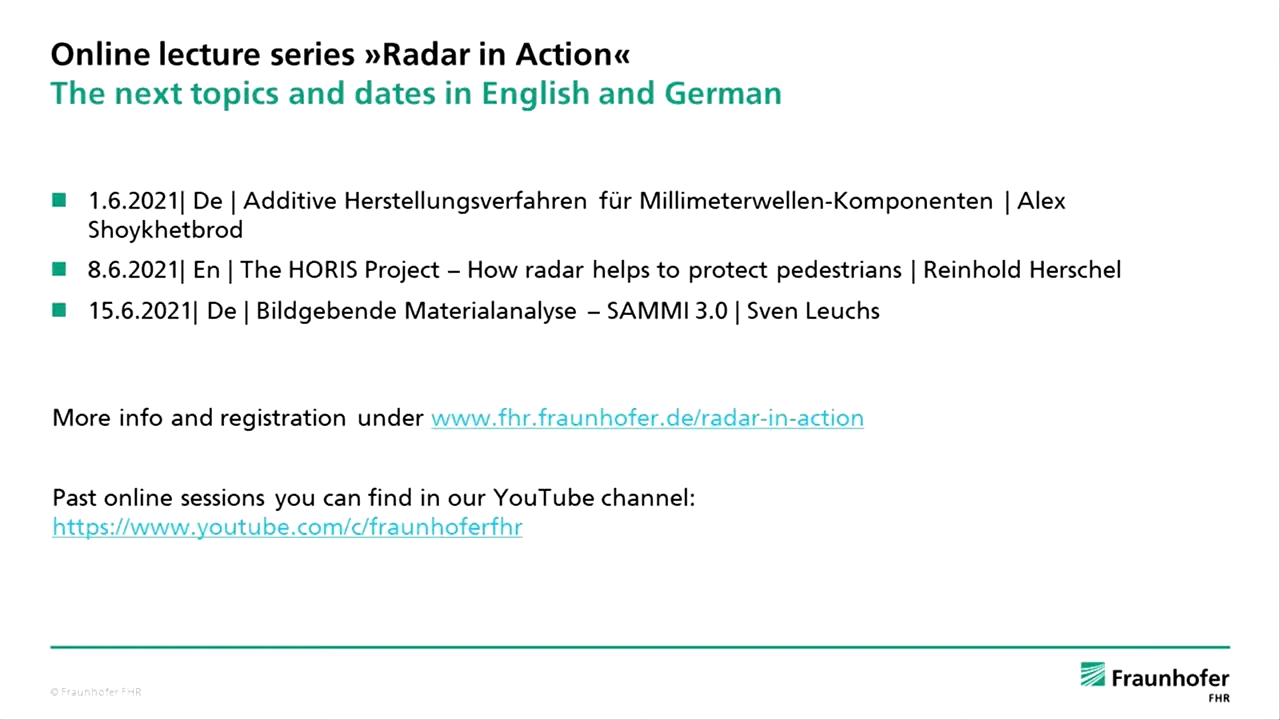 Online lecture series »Radar in Action«
The next topics and dates in English and German
1.6.2021| De | Additive Herstellungsverfahren für Millimeterwellen-Komponenten | Alex
Shoykhetbrod
8.6.2021| En | The HORIS Project – How radar helps to protect pedestrians | Reinhold Herschel
15.6.2021| De | Bildgebende Materialanalyse – SAMMI 3.0 | Sven Leuchs
More info and registration under www.fhr.fraunhofer.de/radar-in-action
Past online sessions you can find in our YouTube channel:
https://www.youtube.com/c/fraunhoferfhr
© Fraunhofer FHR
Fraunhofer
FHR